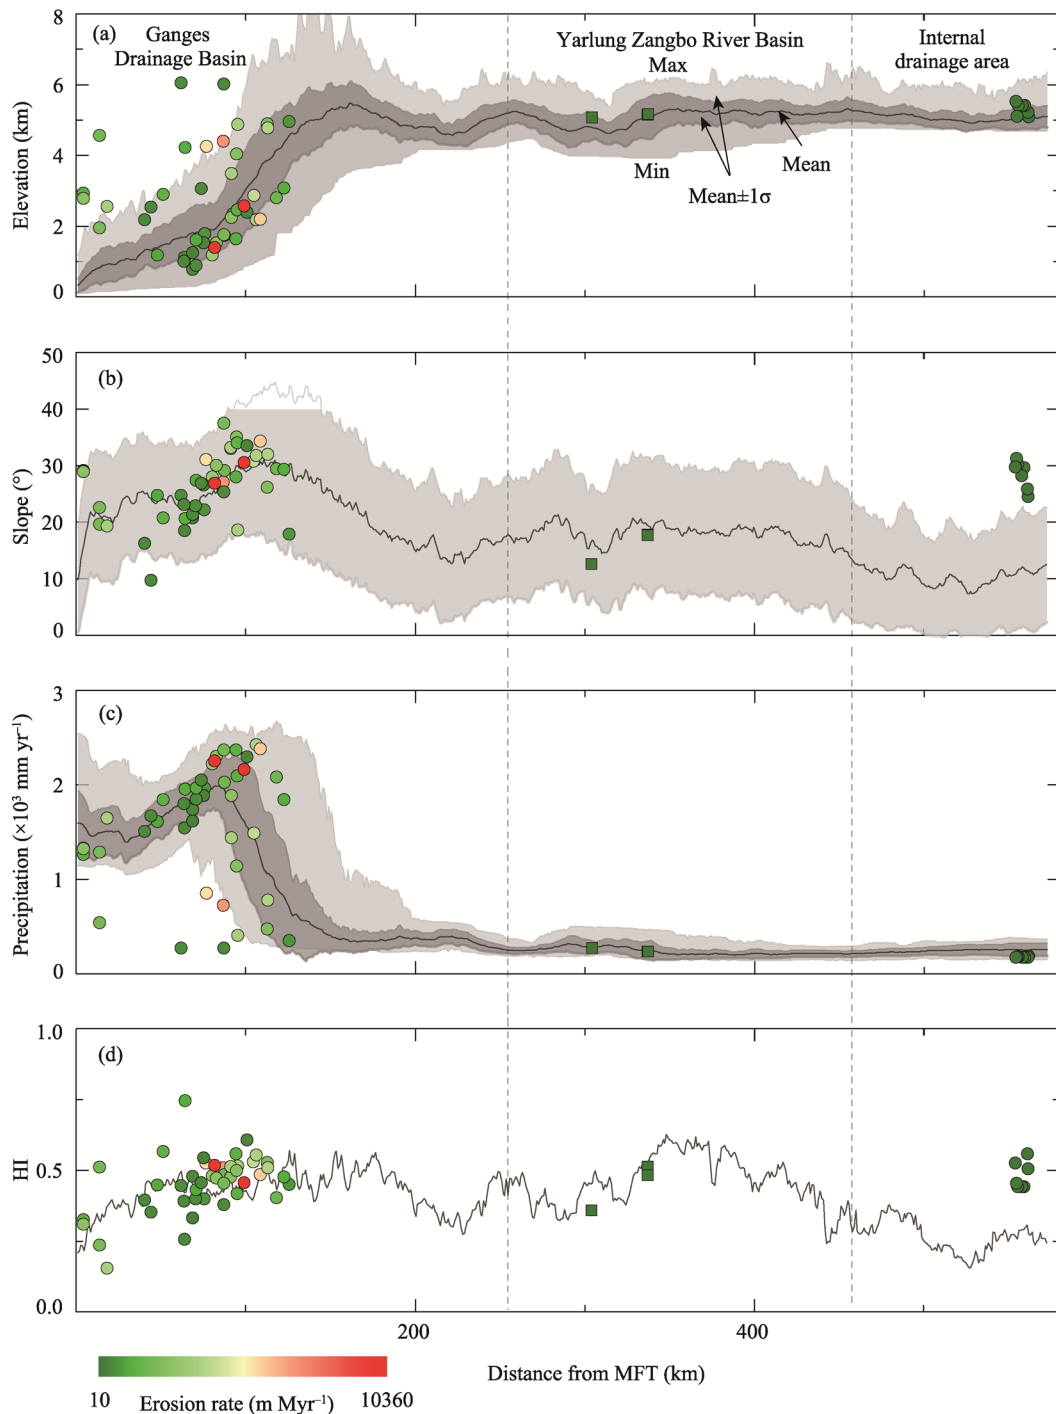 (a)
Ganges
Drainage Basin
Yarlung Zangbo River Basin
Max
Internal
drainage area
Min
Mean±1σ
Mean
Elevation (km)
8
6
4
2
0
(b)
Slope (°)
50
40
30
20
10
0
(c)
Precipitation (×10³ mm yr⁻¹)
3
2
1
0
(d)
HI
1.0
0.5
0.0
200
400
Distance from MFT (km)
10
Erosion rate (m Myr⁻¹)
10360